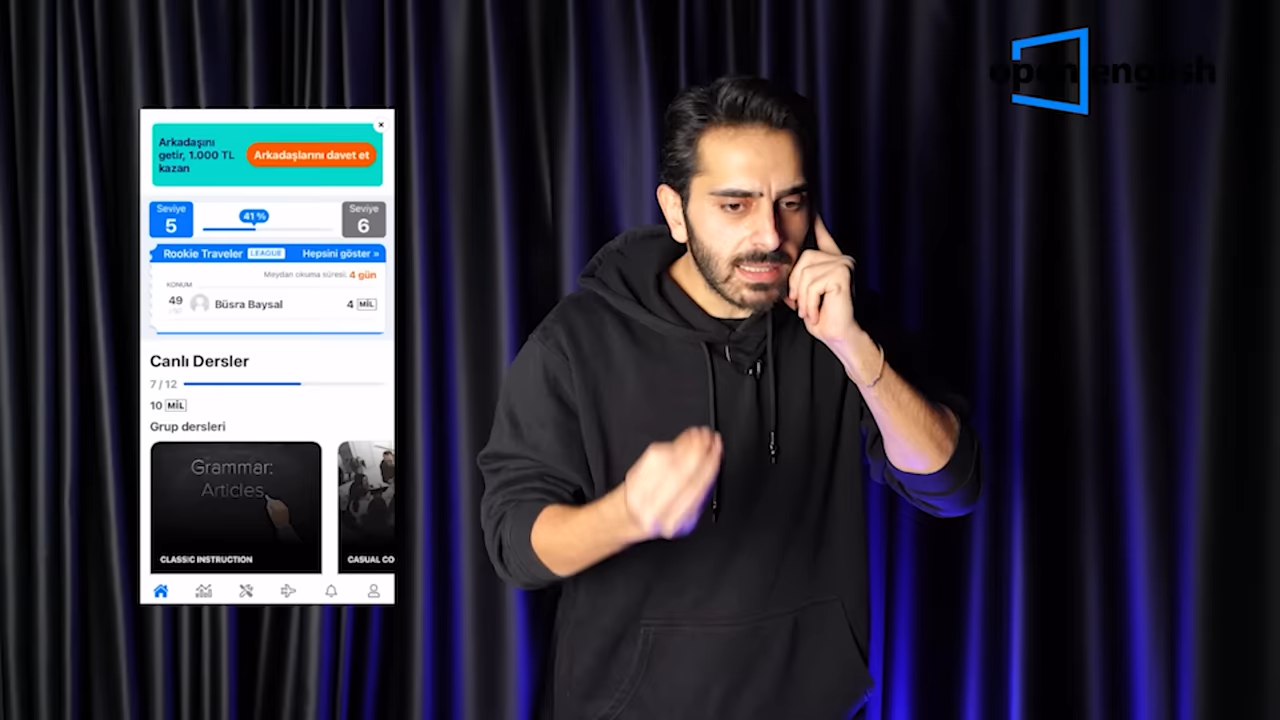 open english
Arkadaşını
getir, 1.000 TL
kazan
Arkadaşlarını davet et
Seviye
5
41 %
Seviye
6
Rookie Traveler LEAGUE Hepsini göster »
Meydan okuma süresi: 4 gün
KONUM
49
Büsra Baysal
4 MİL
Canlı Dersler
7 / 12
10 MİL
Grup dersleri
Grammar:
Articles
CLASSIC INSTRUCTION
CASUAL CO